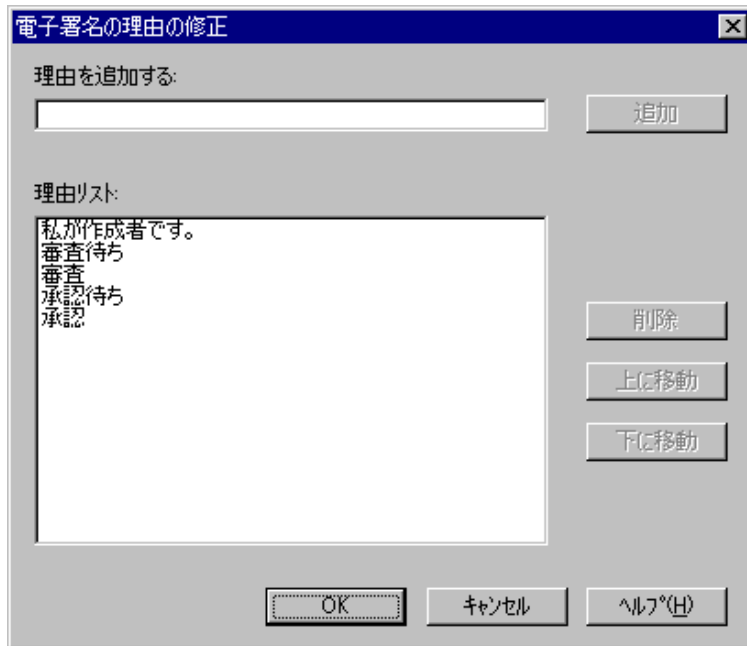 電子署名の理由の修正
理由を追加する:
追加
理由リスト:
私が作成者です。
審査待ち
審査
承認待ち
承認
削除
上に移動
下に移動
OK
キャンセル
ヘルプ(H)